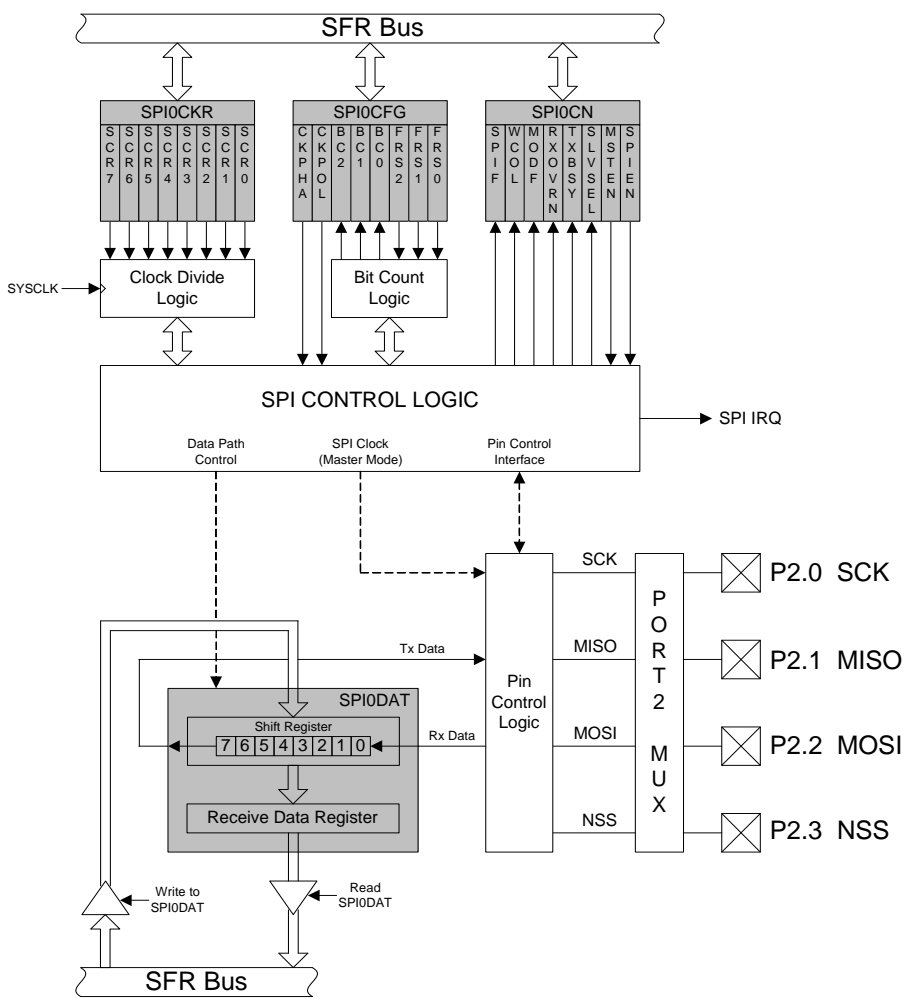 SFR Bus
SPI0CKR
SCR7 SCR6 SCR5 SCR4 SCR3 SCR2 SCR1 SCR0
SPI0CFG
CKPHA CKPOL BC2 BC1 BC0 FRS2 FRS1 FRS0
SPI0CN
SPIF WCOL MODF RXOVRN TXBSY SLVSEL MSTEN SPIEN
SYSCLK
Clock Divide
Logic
Bit Count
Logic
SPI CONTROL LOGIC
SPI IRQ
Data Path
Control
SPI Clock
(Master Mode)
Pin Control
Interface
SCK
P2.0 SCK
Tx Data
MISO
P2.1 MISO
Pin
Control
Logic
PORT2
MUX
SPI0DAT
Shift Register
7 6 5 4 3 2 1 0
Rx Data
MOSI
P2.2 MOSI
Receive Data Register
NSS
P2.3 NSS
Write to
SPI0DAT
Read
SPI0DAT
SFR Bus